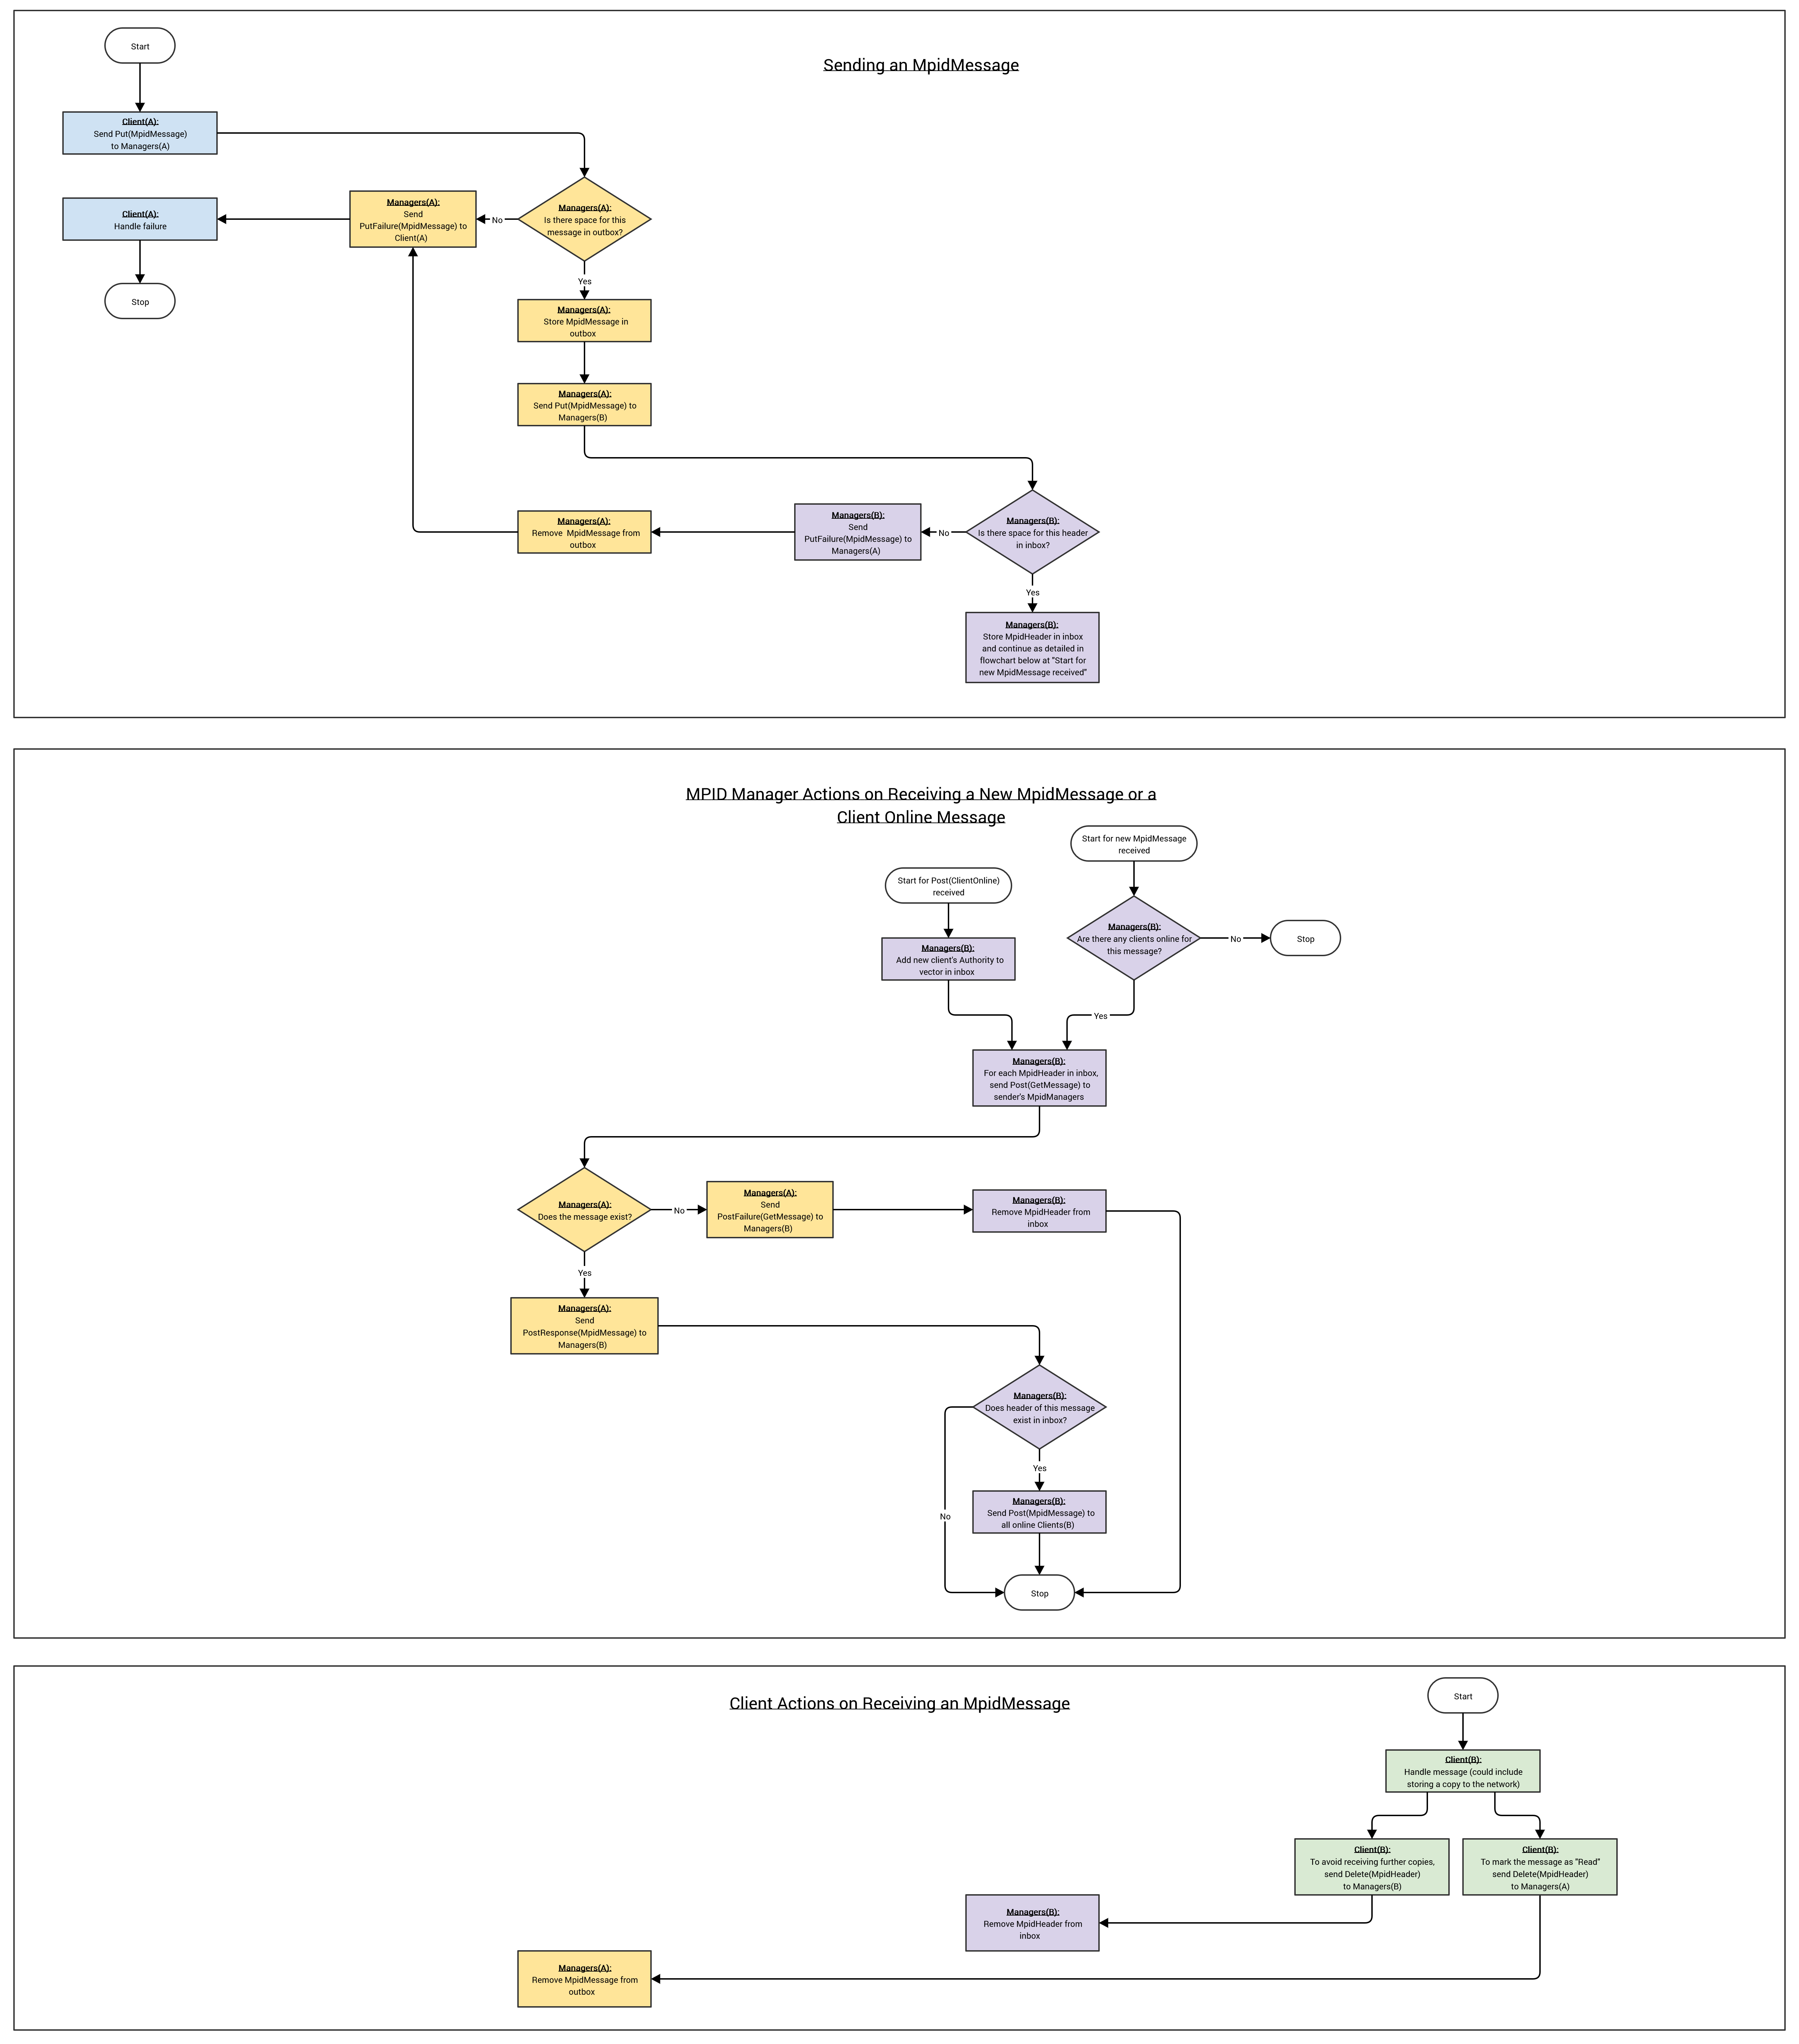 Start
Sending an MpidMessage
Client(A):
Send Put(MpidMessage)
to Managers(A)
Client(A):
Handle failure
Stop
Managers(A):
Send
PutFailure(MpidMessage) to
Client(A)
No
Managers(A):
Is there space for this
message in outbox?
Yes
Managers(A):
Store MpidMessage in
outbox
Managers(A):
Send Put(MpidMessage) to
Managers(B)
Managers(A):
Remove MpidMessage from
outbox
Managers(B):
Send
PutFailure(MpidMessage) to
Managers(A)
No
Managers(B):
Is there space for this header
in inbox?
Yes
Managers(B):
Store MpidHeader in inbox
and continue as detailed in
flowchart below at "Start for
new MpidMessage received"
MPID Manager Actions on Receiving a New MpidMessage or a
Client Online Message
Start for new MpidMessage
received
Start for Post(ClientOnline)
received
Managers(B):
Add new client's Authority to
vector in inbox
Managers(B):
Are there any clients online for
this message?
No
Stop
Yes
Managers(B):
For each MpidHeader in inbox,
send Post(GetMessage) to
sender's MpidManagers
Managers(A):
Does the message exist?
No
Managers(A):
Send
PostFailure(GetMessage) to
Managers(B)
Managers(B):
Remove MpidHeader from
inbox
Yes
Managers(A):
Send
PostResponse(MpidMessage) to
Managers(B)
Managers(B):
Does header of this message
exist in inbox?
Yes
Managers(B):
Send Post(MpidMessage) to
all online Clients(B)
No
Stop
Client Actions on Receiving an MpidMessage
Start
Client(B):
Handle message (could include
storing a copy to the network)
Client(B):
To avoid receiving further copies,
send Delete(MpidHeader)
to Managers(B)
Client(B):
To mark the message as "Read"
send Delete(MpidHeader)
to Managers(A)
Managers(B):
Remove MpidHeader from
inbox
Managers(A):
Remove MpidMessage from
outbox